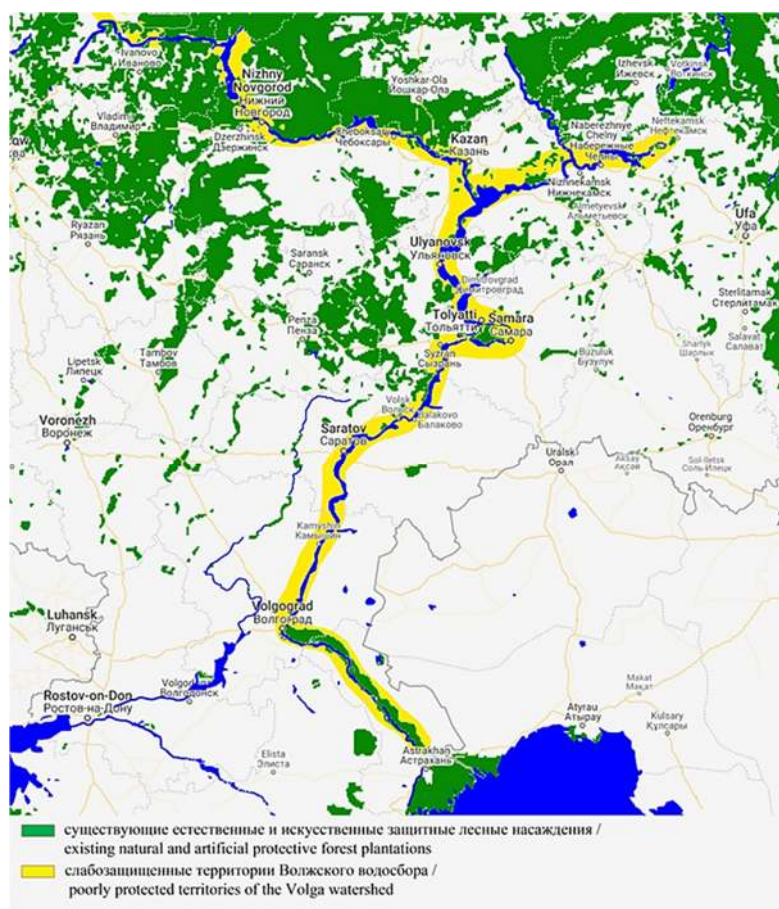 Ivanovo
Иваново
Nizhny
Novgorod
Нижний
Новгород
Yoshkar-Ola
Йошкар-Ола
Izhevsk
Ижевск
Votkinsk
Воткинск
Vladimir
Владимир
Dzerzhinsk
Дзержинск
Cheboksary
Чебоксары
Kazan
Казань
Naberezhnye
Chelny
Набережные
Челны
Neftekamsk
Нефтекамск
Nizhnekamsk
Нижнекамск
Almetyevsk
Альметьевск
Ufa
Уфа
Ryazan
Рязань
Saransk
Саранск
Ulyanovsk
Ульяновск
Dimitrovgrad
Димитровград
Sterlitamak
Стерлитамак
Tolyatti
Тольятти
Samara
Самара
Salavat
Салават
Penza
Пенза
Syzran
Сызрань
Sharlyk
Шарлык
Buzuluk
Бузулук
Tambov
Тамбов
Lipetsk
Липецк
Volsk
Вольск
Balakovo
Балаково
Orenburg
Оренбург
Voronezh
Воронеж
Saratov
Саратов
Uralsk
Орал
Aksay
Ақсай
Sol-Iletsk
Соль-Илецк
Kamyshin
Камышин
Volgograd
Волгоград
Luhansk
Луганськ
Makat
Мақат
Rostov-on-Don
Ростов-на-Дону
Волгодонск
Atyrau
Атырау
Kulsary
Құлсары
Elista
Элиста
Astrakhan
Астрахань
существующие естественные и искусственные защитные лесные насаждения /
existing natural and artificial protective forest plantations
слабозащищенные территории Волжского водосбора /
poorly protected territories of the Volga watershed